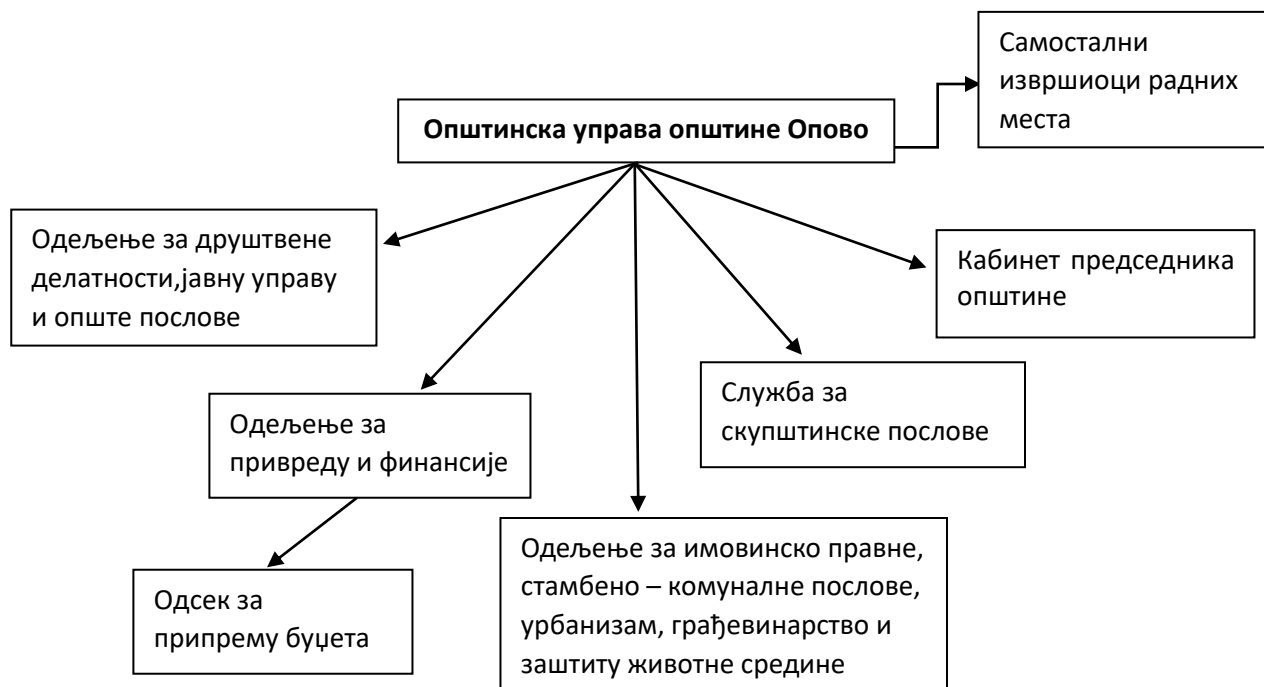 Самостални
извршиоци радних
места
Општинска управа општине Опово
Одељење за друштвене
делатности,јавну управу
и опште послове
Кабинет председника
општине
Служба за
скупштинске послове
Одељење за
привреду и финансије
Одељење за имовинско правне,
стамбено – комуналне послове,
урбанизам, грађевинарство и
заштиту животне средине
Одсек за
припрему буџета